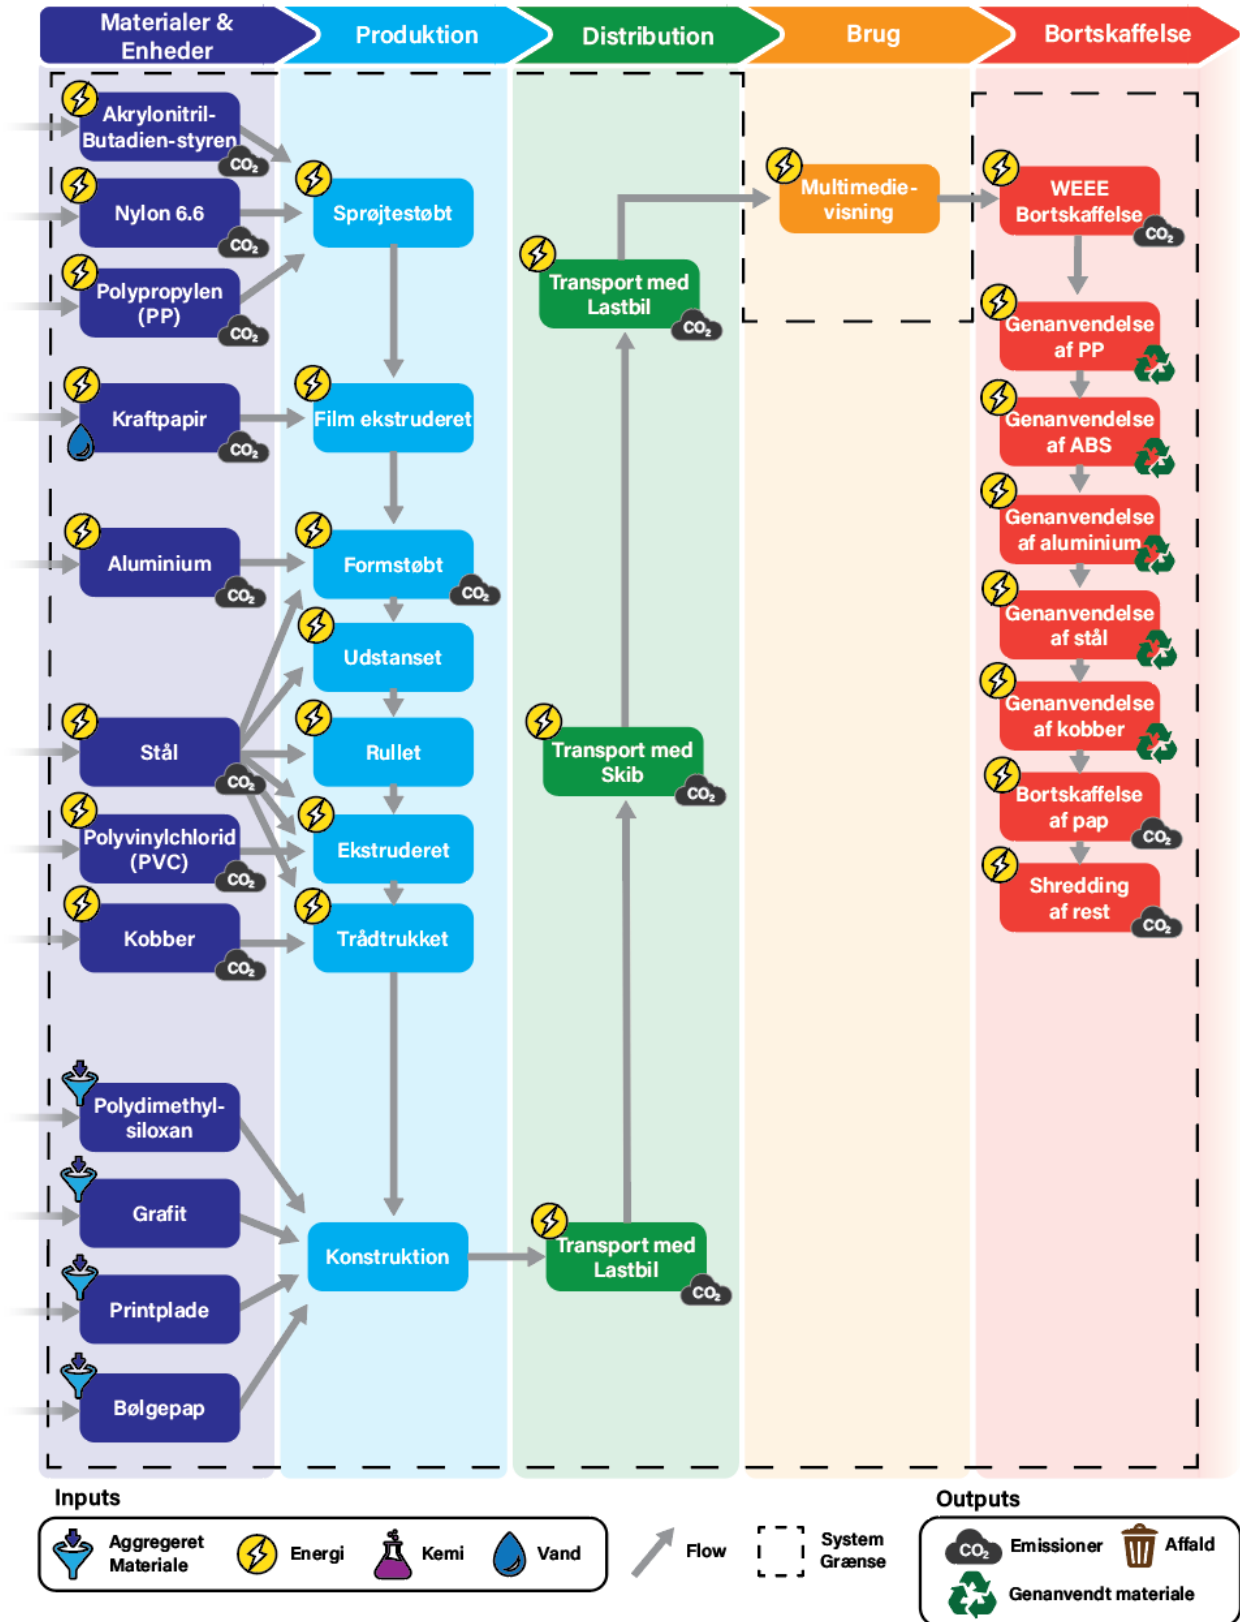 Materialer &
Enheder
Produktion
Distribution
Brug
Bortskaffelse
Akrylonitril-
Butadien-styren
CO₂
Nylon 6.6
CO₂
Polypropylen
(PP)
CO₂
Kraftpapir
CO₂
Aluminium
CO₂
Stål
CO₂
Polyvinylchlorid
(PVC)
CO₂
Kobber
CO₂
Polydimethyl-
siloxan
Grafit
Printplade
Bølgepap
Sprøjtestøbt
Film ekstruderet
Formstøbt
CO₂
Udstanset
Rullet
Ekstruderet
Trådtrukket
Konstruktion
Transport med
Lastbil
CO₂
Transport med
Skib
CO₂
Transport med
Lastbil
CO₂
Multimedie-
visning
WEEE
Bortskaffelse
CO₂
Genanvendelse
af PP
Genanvendelse
af ABS
Genanvendelse
af aluminium
Genanvendelse
af stål
Genanvendelse
af kobber
Bortskaffelse
af pap
CO₂
Shredding
af rest
CO₂
Inputs
Aggregeret
Materiale
Energi
Kemi
Vand
Flow
System
Grænse
Outputs
CO₂
Emissioner
Affald
Genanvendt materiale